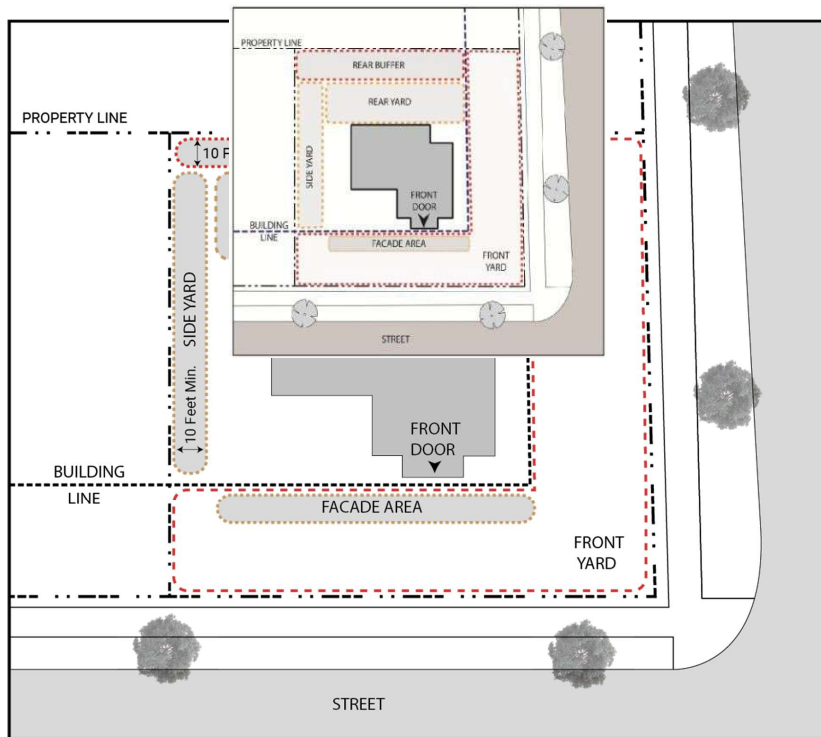 PROPERTY LINE
REAR BUFFER
REAR YARD
SIDE YARD
FRONT
DOOR
BUILDING
LINE
FACADE AREA
FRONT
YARD
STREET
PROPERTY LINE
10 F
SIDE YARD
10 Feet Min.
FRONT
DOOR
BUILDING
LINE
FACADE AREA
FRONT
YARD
STREET